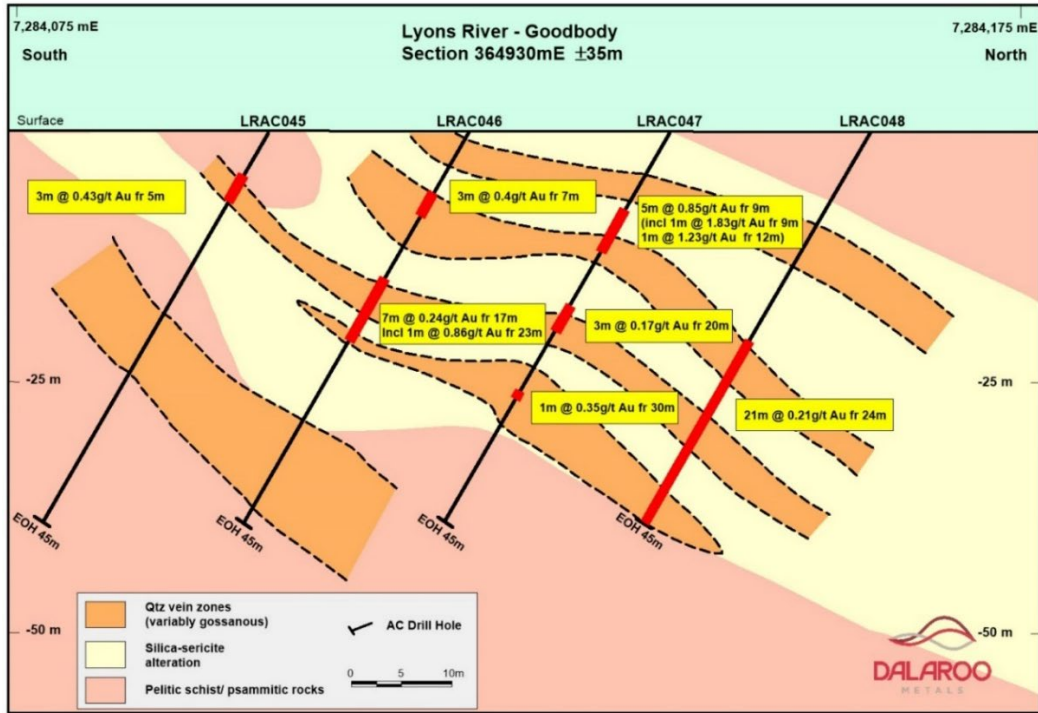 7,284,075 mE
South
Lyons River - Goodbody
Section 364930mE ±35m
7,284,175 mE
North
Surface
LRAC045
LRAC046
LRAC047
LRAC048
3m @ 0.43g/t Au fr 5m
3m @ 0.4g/t Au fr 7m
5m @ 0.85g/t Au fr 9m
(incl 1m @ 1.83g/t Au fr 9m
1m @ 1.23g/t Au fr 12m)
7m @ 0.24g/t Au fr 17m
Incl 1m @ 0.86g/t Au fr 23m
3m @ 0.17g/t Au fr 20m
-25 m
-25 m
1m @ 0.35g/t Au fr 30m
21m @ 0.21g/t Au fr 24m
EOH 45m
EOH 45m
EOH 45m
EOH 45m
Qtz vein zones
(variably gossanous)
AC Drill Hole
Silica-sericite
alteration
0 5 10m
Pelitic schist/ psammitic rocks
-50 m
-50 m
DALAROO
METALS